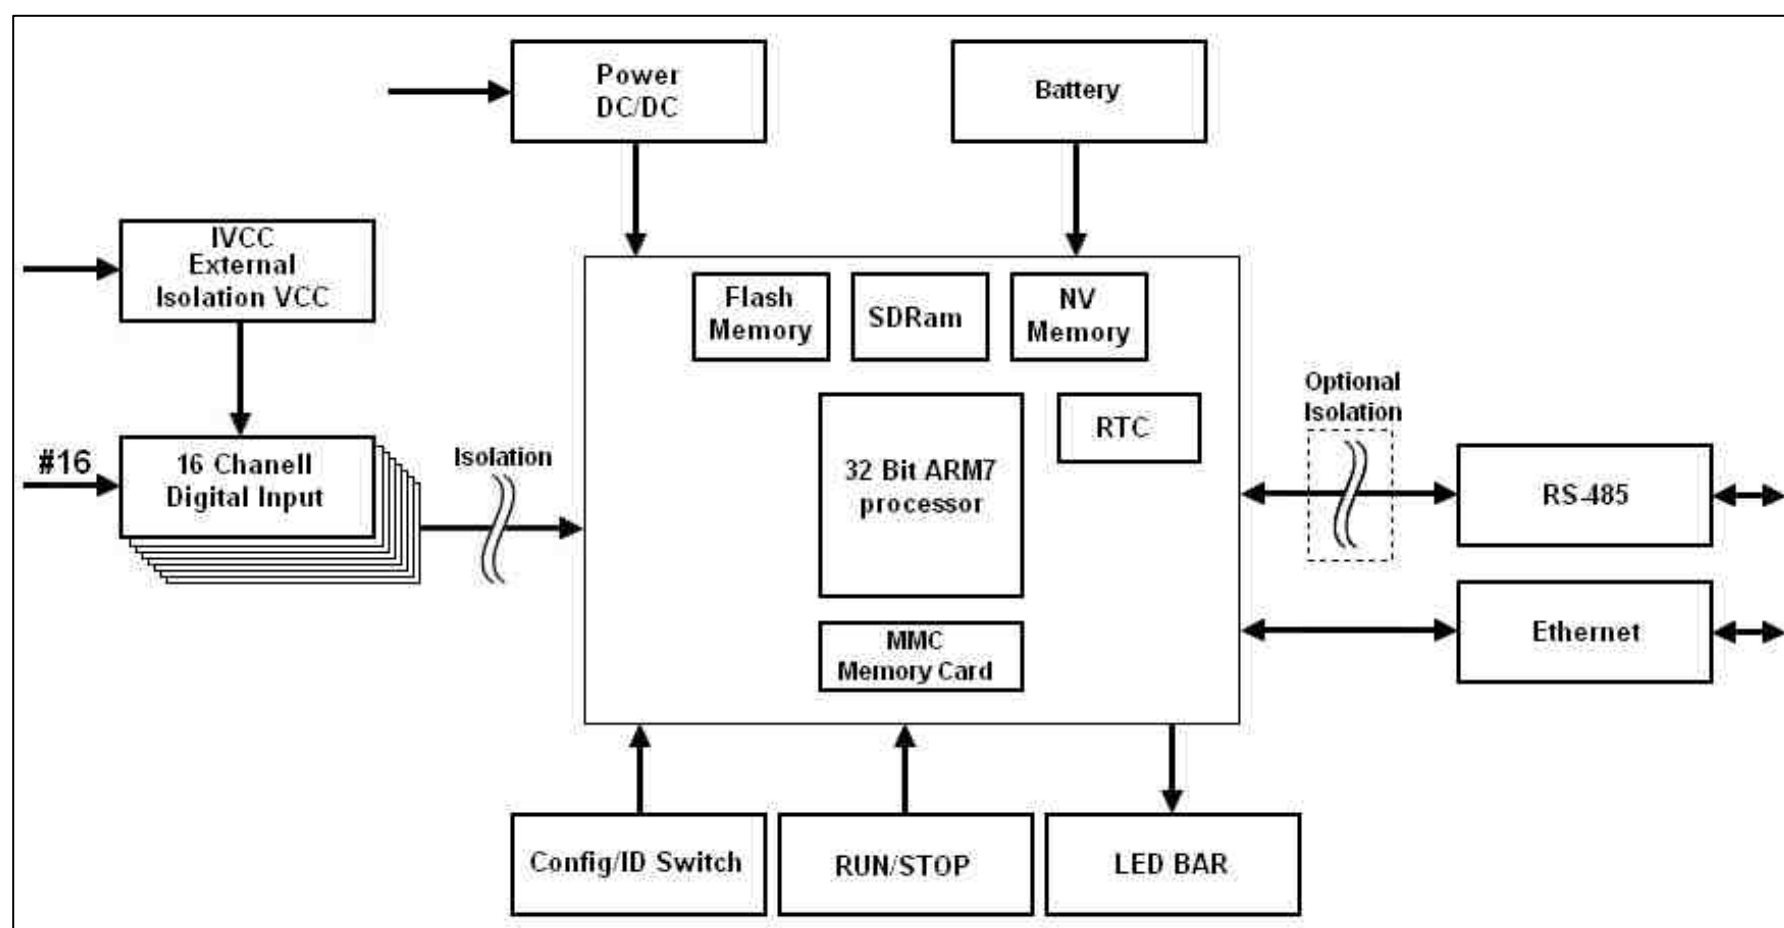 Power
DC/DC
Battery
IVCC
External
Isolation VCC
Flash
Memory
SDRam
NV
Memory
Optional
Isolation
RTC
#16
16 Chanell
Digital Input
Isolation
32 Bit ARM7
processor
RS-485
Ethernet
MMC
Memory Card
Config/ID Switch
RUN/STOP
LED BAR